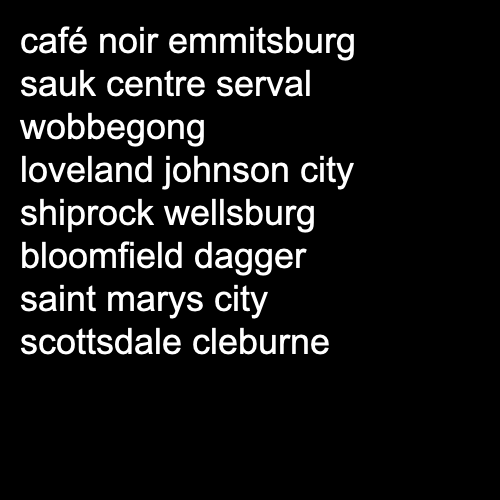 café noir emmitsburg
sauk centre serval
wobbegong
loveland johnson city
shiprock wellsburg
bloomfield dagger
saint marys city
scottsdale cleburne